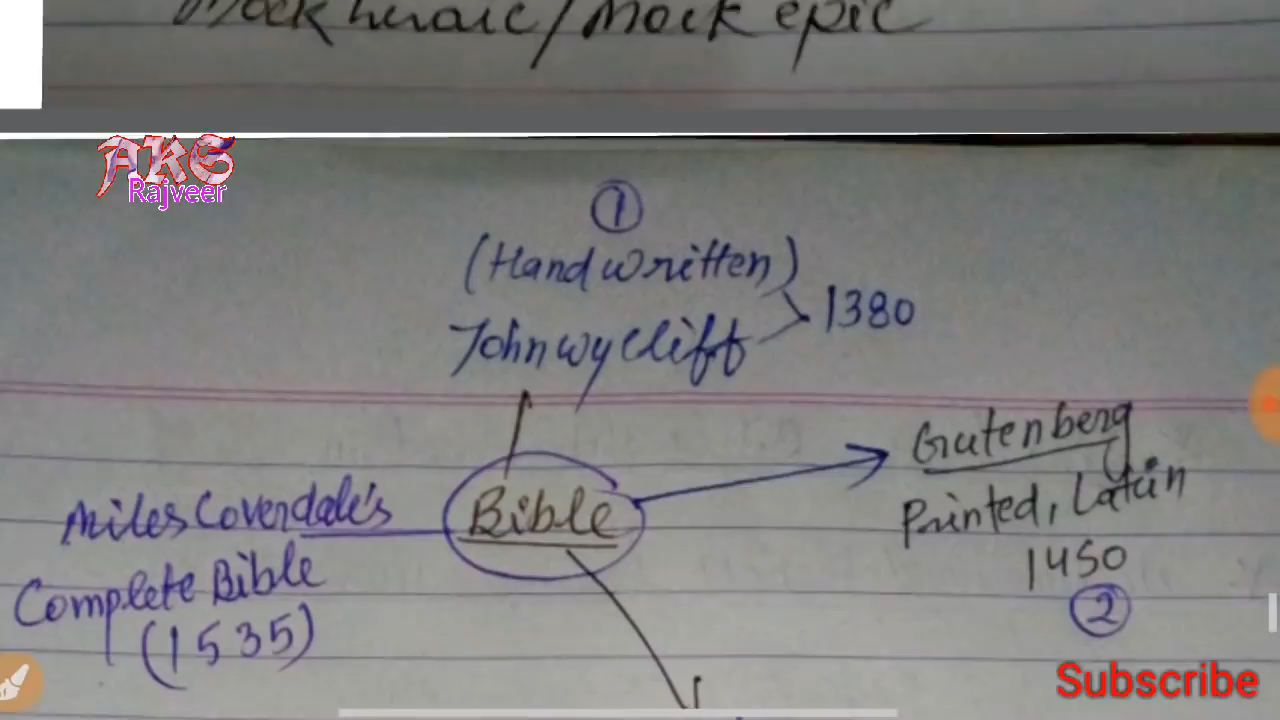 Mock heroic/Mock epic
AKS
Rajveer
1
(Handwritten)
John wycliff
1380
Gutenberg
Printed, Latin
1450
2
Bible
Miles Coverdale's
Complete Bible
(1535)
Subscribe